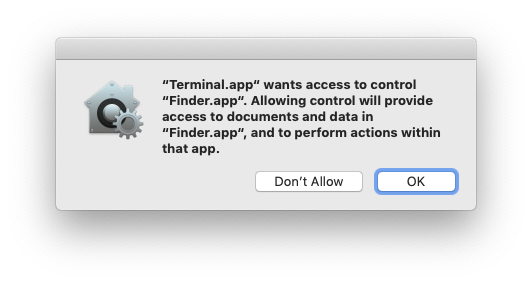 “Terminal.app“ wants access to control
“Finder.app“. Allowing control will provide
access to documents and data in
“Finder.app“, and to perform actions within
that app.
Don’t Allow
OK